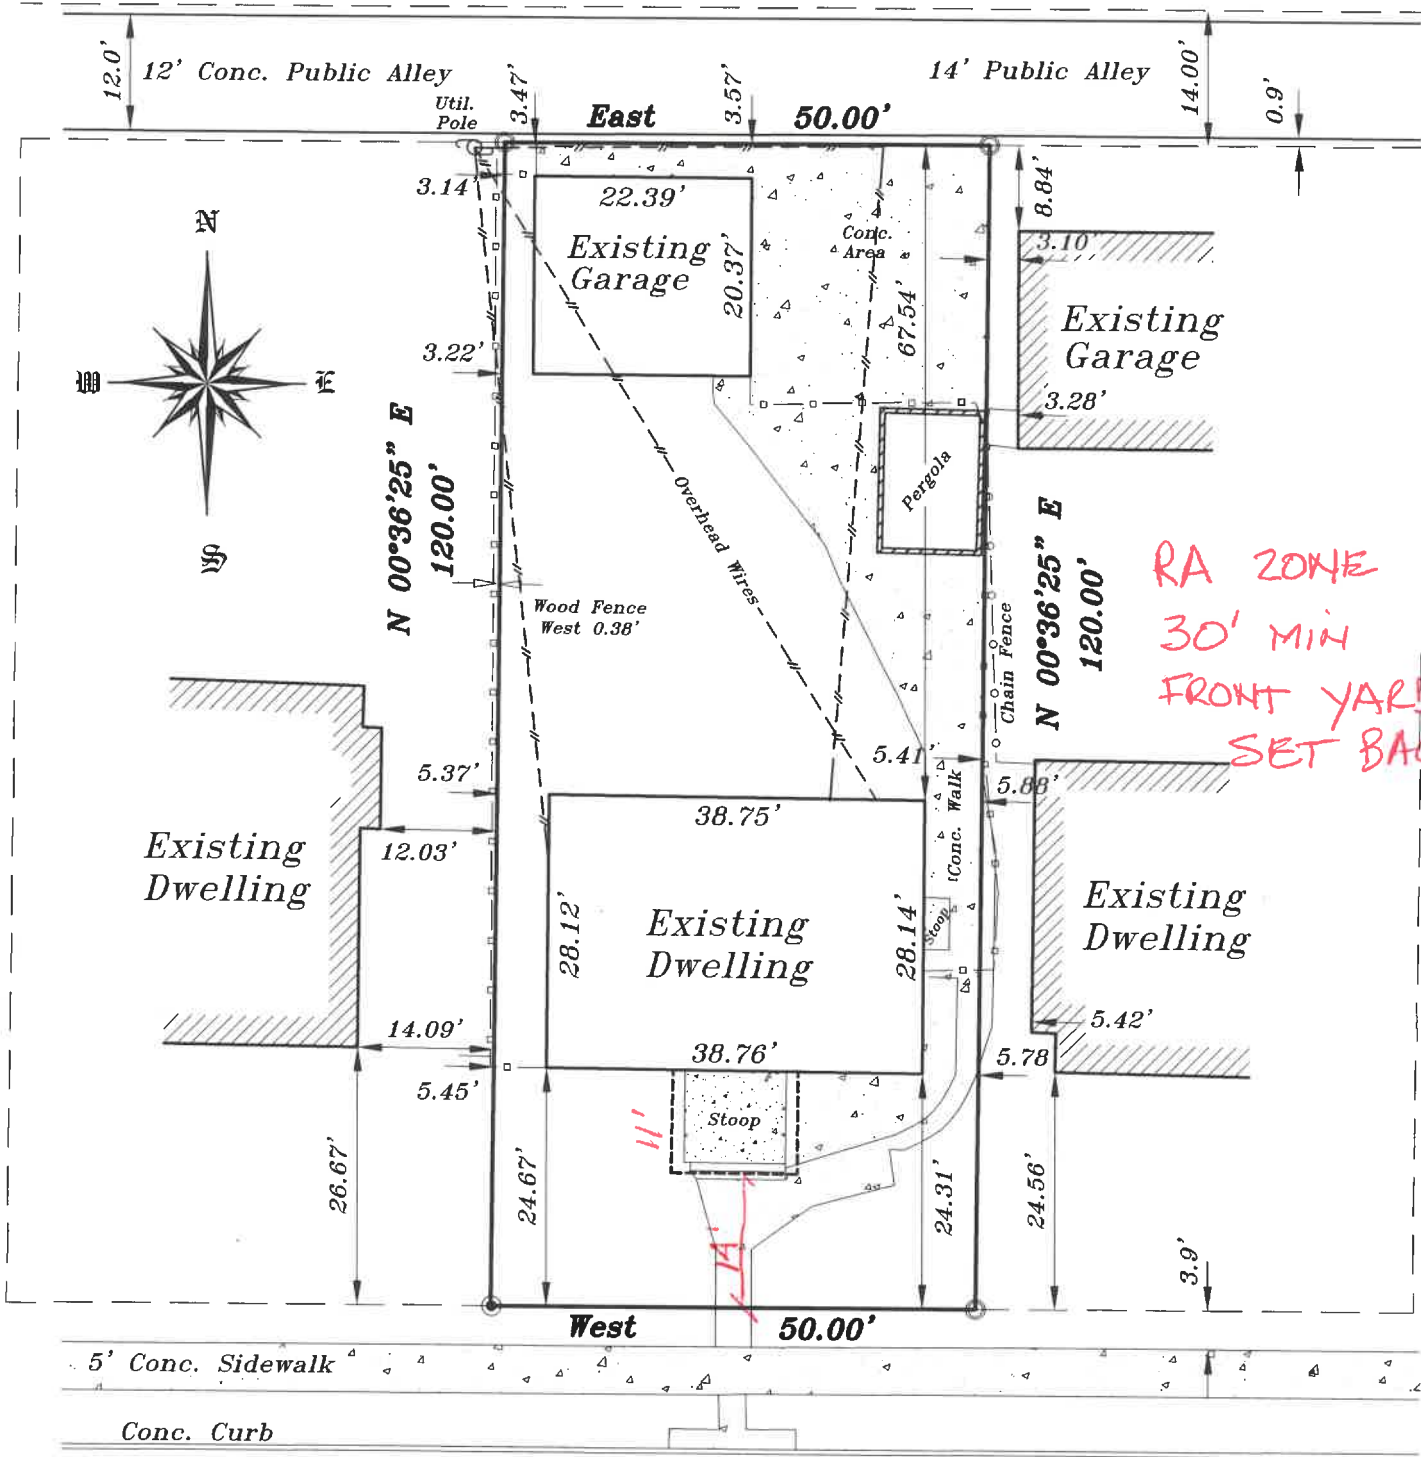 12.0'
12' Conc. Public Alley
14' Public Alley
14.00'
0.9'
Util.
Pole
3.47'
East
3.57'
50.00'
3.14'
22.39'
Existing
Garage
20.37'
Conc.
Area
67.54'
8.84'
3.10'
Existing
Garage
3.28'
N
W
E
S
3.22'
N 00°36'25" E
120.00'
Overhead Wires
Pergola
Wood Fence
West 0.38'
Chain Fence
N 00°36'25" E
120.00'
RA ZONE
30' MIN
FRONT YARD
SET BAC
5.37'
12.03'
Existing
Dwelling
14.09'
5.45'
38.75'
5.41'
Conc. Walk
5.88'
28.12'
Existing
Dwelling
28.14'
Stoop
38.76'
Existing
Dwelling
5.42'
5.78
11'
Stoop
26.67'
24.67'
14'
24.31'
24.56'
3.9'
West
50.00'
5' Conc. Sidewalk
Conc. Curb